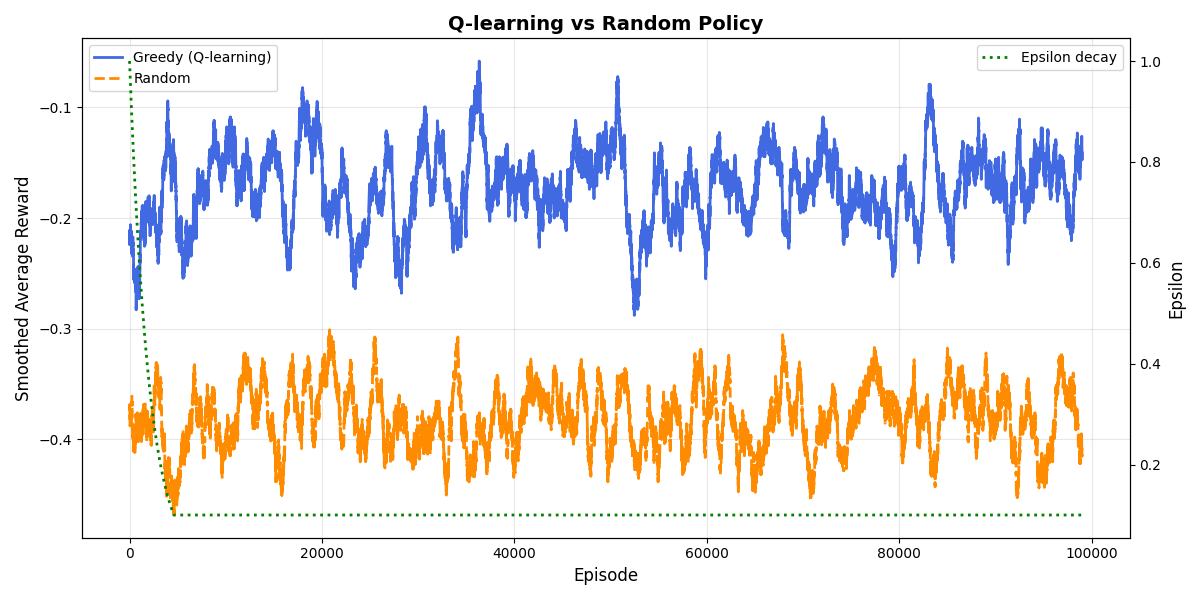 Q-learning vs Random Policy
Greedy (Q-learning)
Random
Epsilon decay
Smoothed Average Reward
−0.1
−0.2
−0.3
−0.4
1.0
0.8
0.6
0.4
0.2
Epsilon
0
20000
40000
60000
80000
100000
Episode